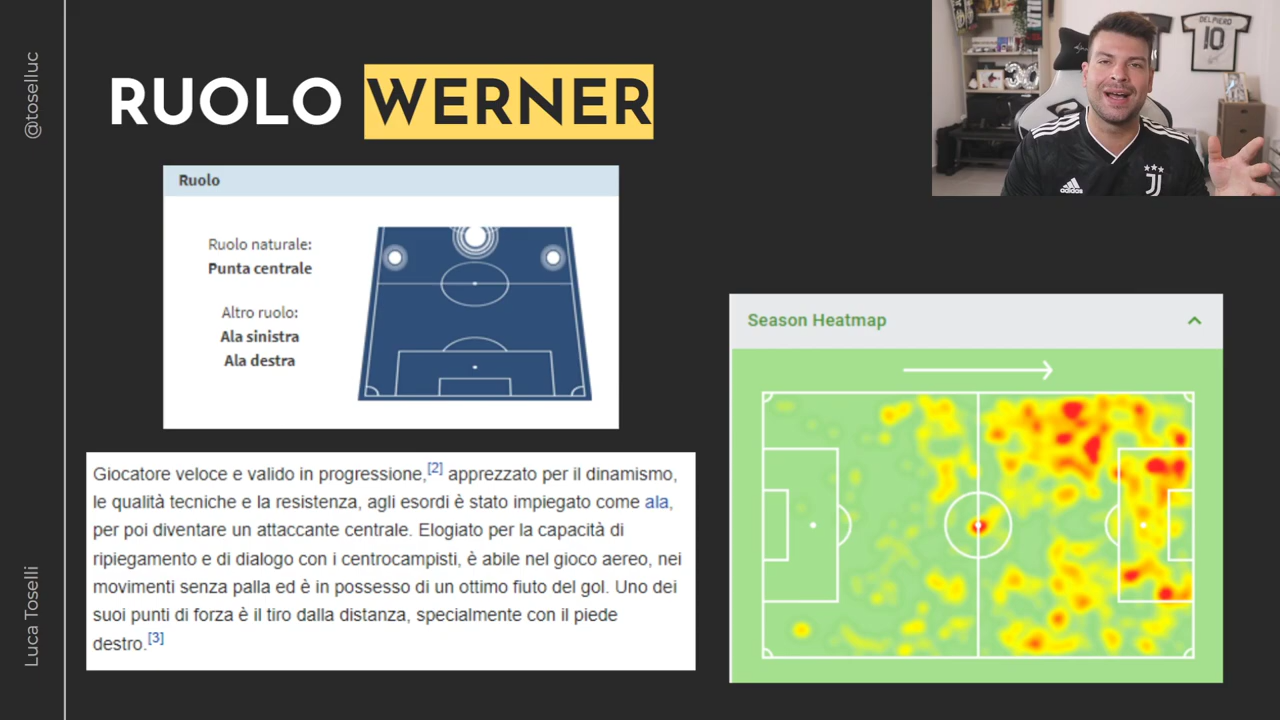 @toselluc
Luca Toselli
RUOLO WERNER
DEL PIERO
10
adidas
Ruolo
Ruolo naturale:
Punta centrale
Altro ruolo:
Ala sinistra
Ala destra
Giocatore veloce e valido in progressione,[2] apprezzato per il dinamismo,
le qualità tecniche e la resistenza, agli esordi è stato impiegato come ala,
per poi diventare un attaccante centrale. Elogiato per la capacità di
ripiegamento e di dialogo con i centrocampisti, è abile nel gioco aereo, nei
movimenti senza palla ed è in possesso di un ottimo fiuto del gol. Uno dei
suoi punti di forza è il tiro dalla distanza, specialmente con il piede
destro.[3]
Season Heatmap